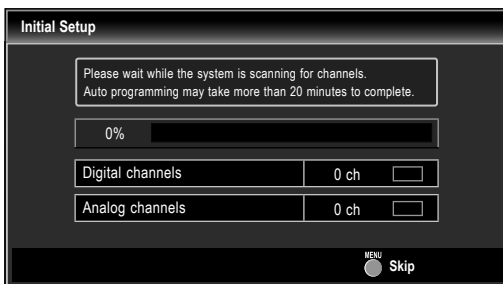 Initial Setup
Please wait while the system is scanning for channels.
Auto programming may take more than 20 minutes to complete.
0%
Digital channels 0 ch
Analog channels 0 ch
MENU
Skip